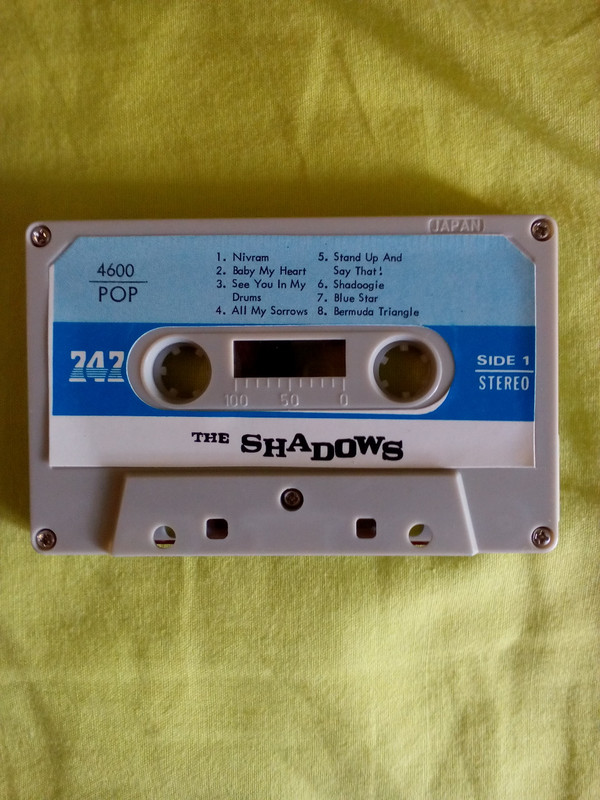 JAPAN
4600
POP
1. Nivram
2. Baby My Heart
3. See You In My
Drums
4. All My Sorrows
5. Stand Up And
Say That!
6. Shadoogie
7. Blue Star
8. Bermuda Triangle
747
SIDE 1
STEREO
100 50 0
THE SHADOWS